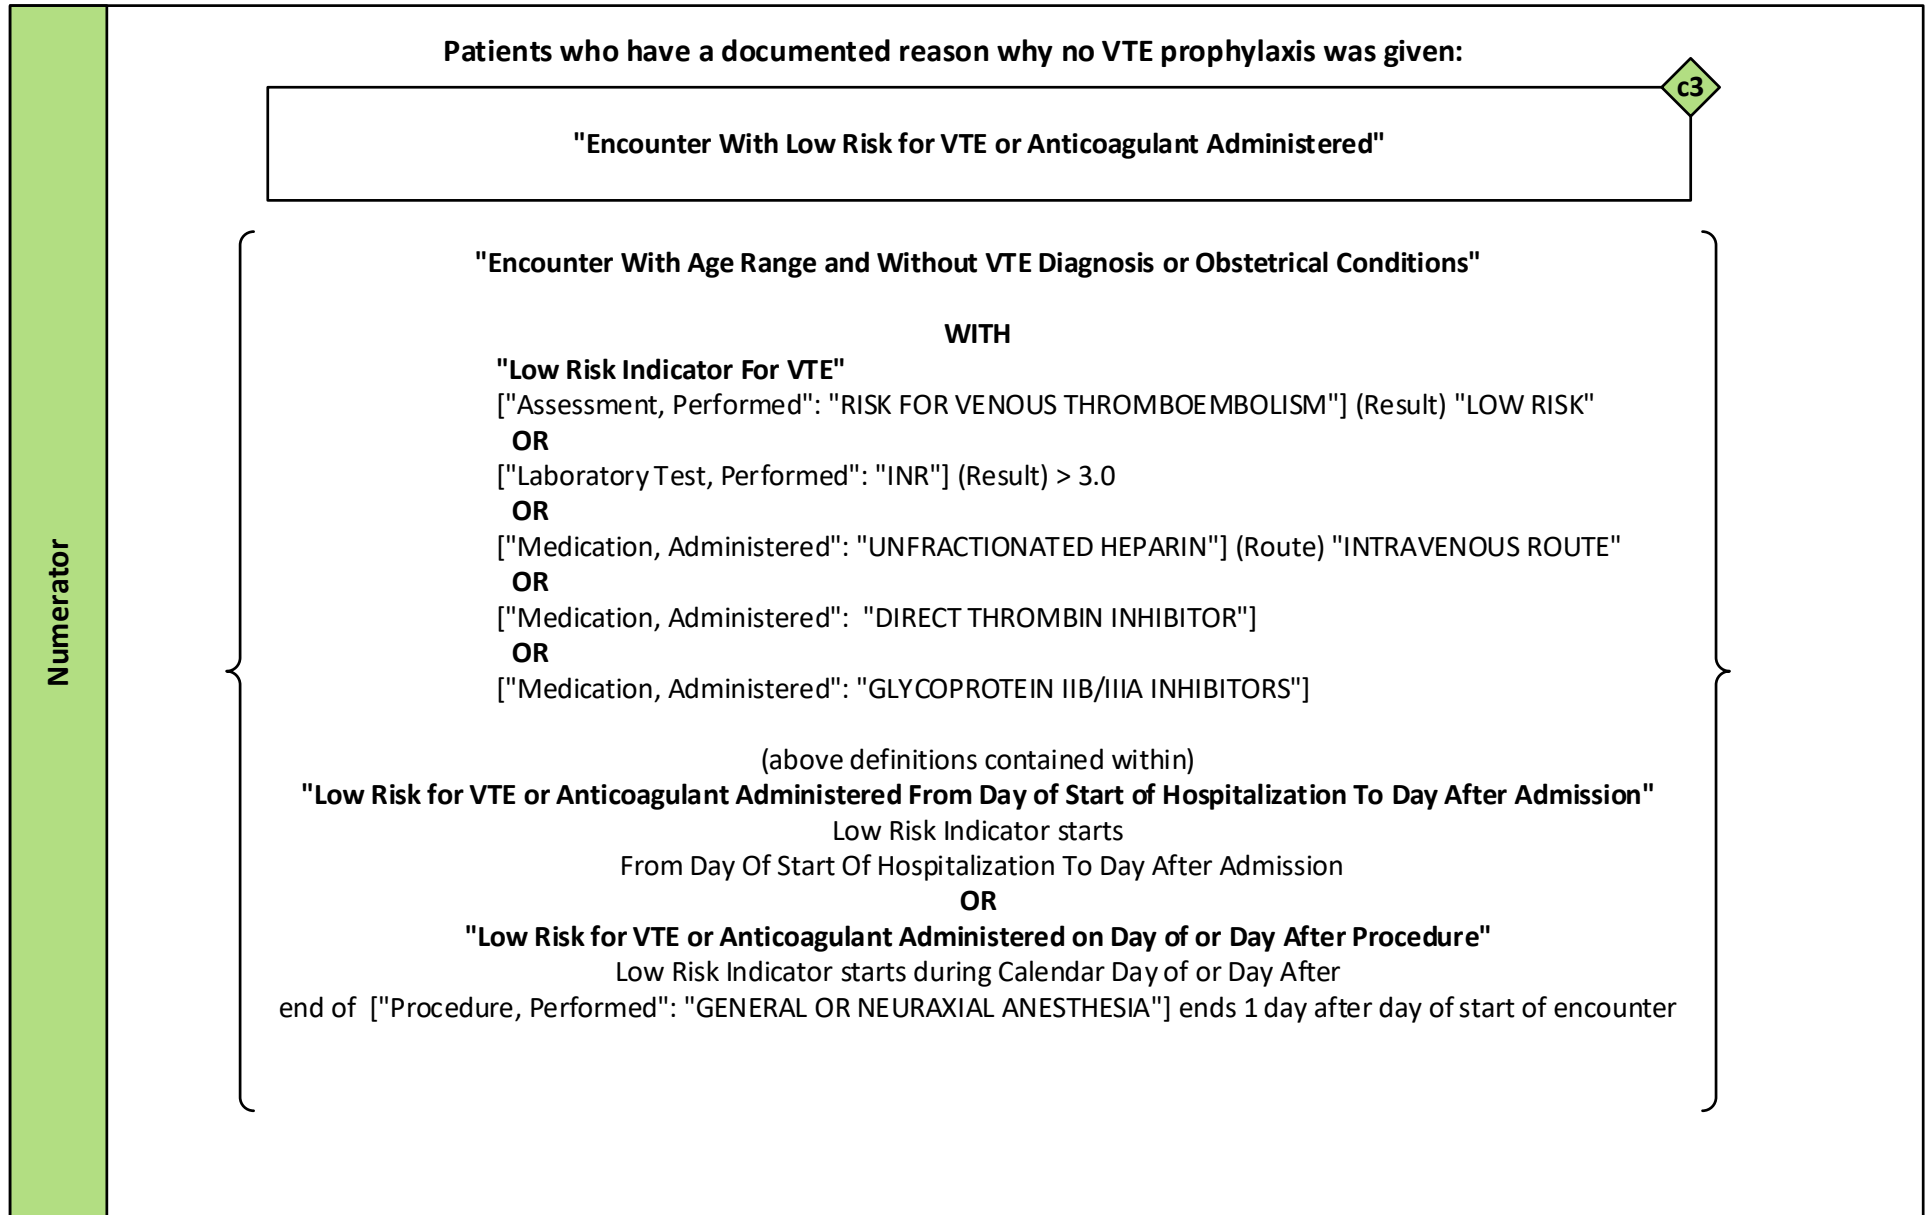 Numerator
Patients who have a documented reason why no VTE prophylaxis was given:
c3
"Encounter With Low Risk for VTE or Anticoagulant Administered"
"Encounter With Age Range and Without VTE Diagnosis or Obstetrical Conditions"
WITH
"Low Risk Indicator For VTE"
["Assessment, Performed": "RISK FOR VENOUS THROMBOEMBOLISM"] (Result) "LOW RISK"
OR
["Laboratory Test, Performed": "INR"] (Result) > 3.0
OR
["Medication, Administered": "UNFRACTIONATED HEPARIN"] (Route) "INTRAVENOUS ROUTE"
OR
["Medication, Administered":  "DIRECT THROMBIN INHIBITOR"]
OR
["Medication, Administered": "GLYCOPROTEIN IIB/IIIA INHIBITORS"]
(above definitions contained within)
"Low Risk for VTE or Anticoagulant Administered From Day of Start of Hospitalization To Day After Admission"
Low Risk Indicator starts
From Day Of Start Of Hospitalization To Day After Admission
OR
"Low Risk for VTE or Anticoagulant Administered on Day of or Day After Procedure"
Low Risk Indicator starts during Calendar Day of or Day After
end of  ["Procedure, Performed": "GENERAL OR NEURAXIAL ANESTHESIA"] ends 1 day after day of start of encounter